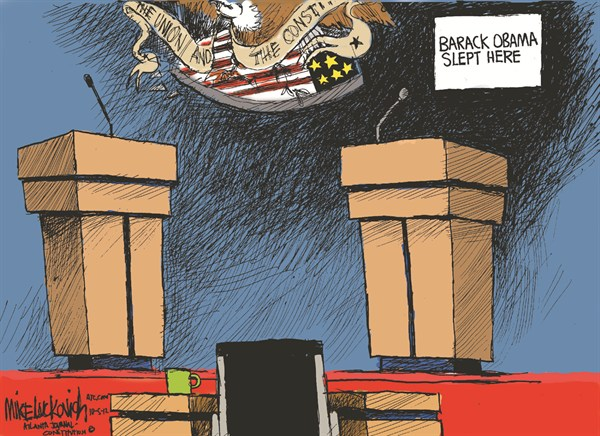 THE UNION AND THE CONSTI
BARACK OBAMA
SLEPT HERE
MIKE LUCKOVICH
ATLANTA JOURNAL-
CONSTITUTION ©